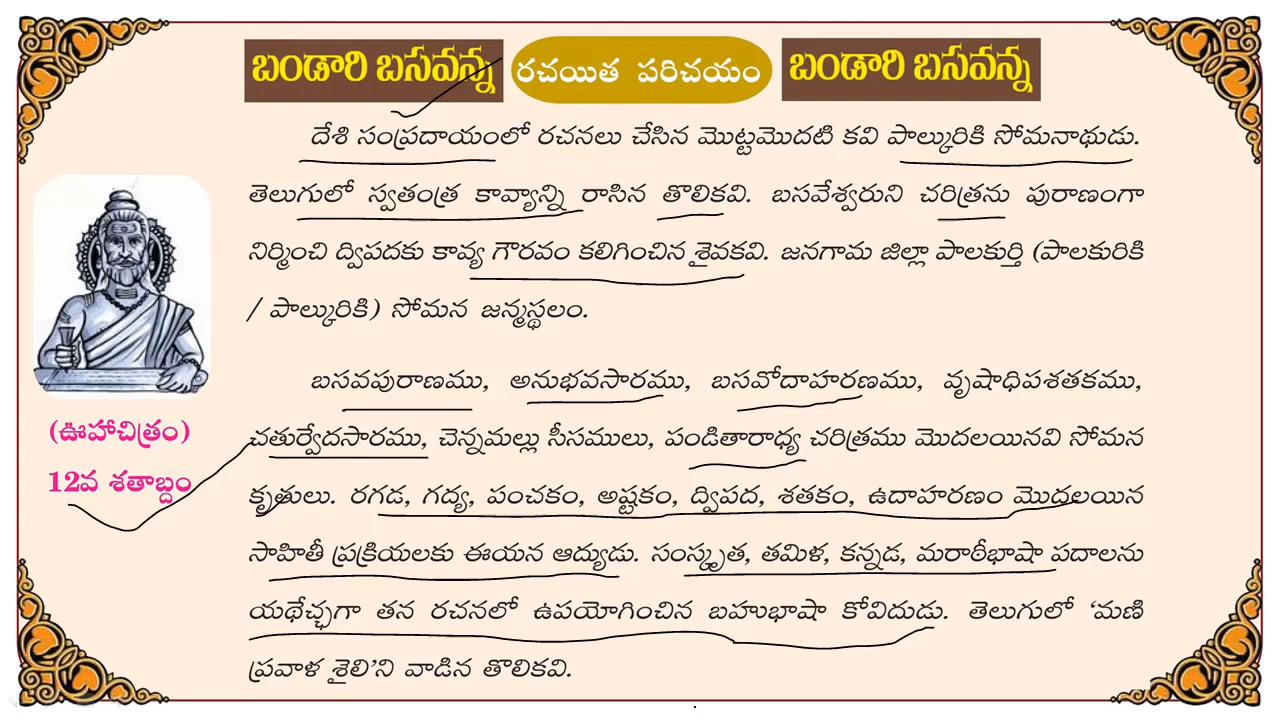 బండారి బసవన్న రచయిత పరిచయం బండారి బసవన్న
దేశి సంప్రదాయంలో రచనలు చేసిన మొట్టమొదటి కవి పాల్కురికి సోమనాథుడు.
తెలుగులో స్వతంత్ర కావ్యాన్ని రాసిన తొలికవి. బసవేశ్వరుని చరిత్రను పురాణంగా
నిర్మించి ద్విపదకు కావ్య గౌరవం కలిగించిన శైవకవి. జనగామ జిల్లా పాలకుర్తి (పాలకురికి
/ పాల్కురికి) సోమన జన్మస్థలం.
బసవపురాణము, అనుభవసారము, బసవోదాహరణము, వృషాధిపశతకము,
చతుర్వేదసారము, చెన్నమల్లు సీసములు, పండితారాధ్య చరిత్రము మొదలయినవి సోమన
కృతులు. రగడ, గద్య, పంచకం, అష్టకం, ద్విపద, శతకం, ఉదాహరణం మొదలయిన
సాహితీ ప్రక్రియలకు ఈయన ఆద్యుడు. సంస్కృత, తమిళ, కన్నడ, మరాఠీభాషా పదాలను
యథేచ్ఛగా తన రచనలో ఉపయోగించిన బహుభాషా కోవిదుడు. తెలుగులో ‘మణి
ప్రవాళ శైలి’ని వాడిన తొలికవి.
(ఊహాచిత్రం)
12వ శతాబ్దం